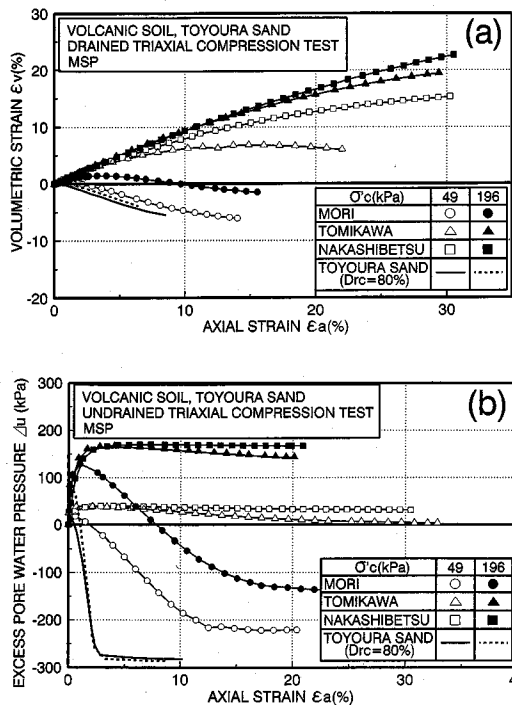 (a)
VOLCANIC SOIL, TOYOURA SAND
DRAINED TRIAXIAL COMPRESSION TEST
MSP
VOLUMETRIC STRAIN εv(%)
30
20
10
0
-10
-20
0 10 20 30 40
AXIAL STRAIN εa(%)
σ'c(kPa) 49 196
MORI
TOMIKAWA
NAKASHIBETSU
TOYOURA SAND
(Drc=80%)
(b)
VOLCANIC SOIL, TOYOURA SAND
UNDRAINED TRIAXIAL COMPRESSION TEST
MSP
EXCESS PORE WATER PRESSURE Δu (kPa)
300
200
100
0
-100
-200
-300
0 10 20 30 40
AXIAL STRAIN εa(%)
σ'c(kPa) 49 196
MORI
TOMIKAWA
NAKASHIBETSU
TOYOURA SAND
(Drc=80%)